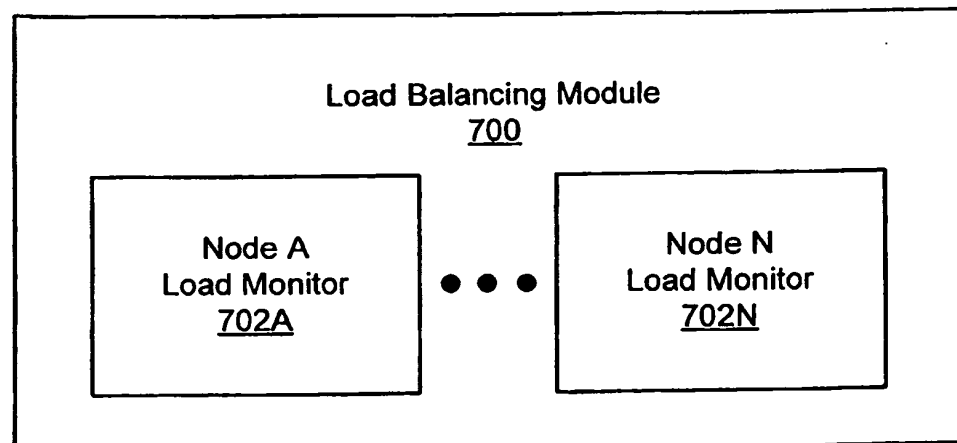 Load Balancing Module
700
Node A
Load Monitor
702A
Node N
Load Monitor
702N